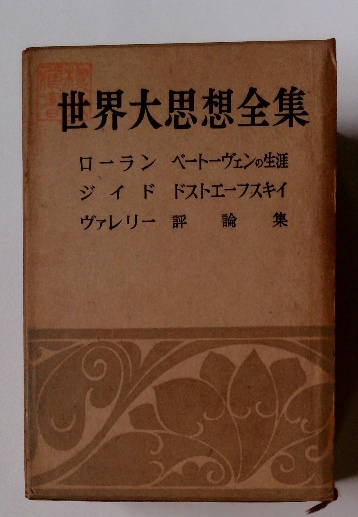 世界大思想全集
ローラン ベートーヴェンの生涯
ジイド ドストエーフスキイ
ヴァレリー 評論集